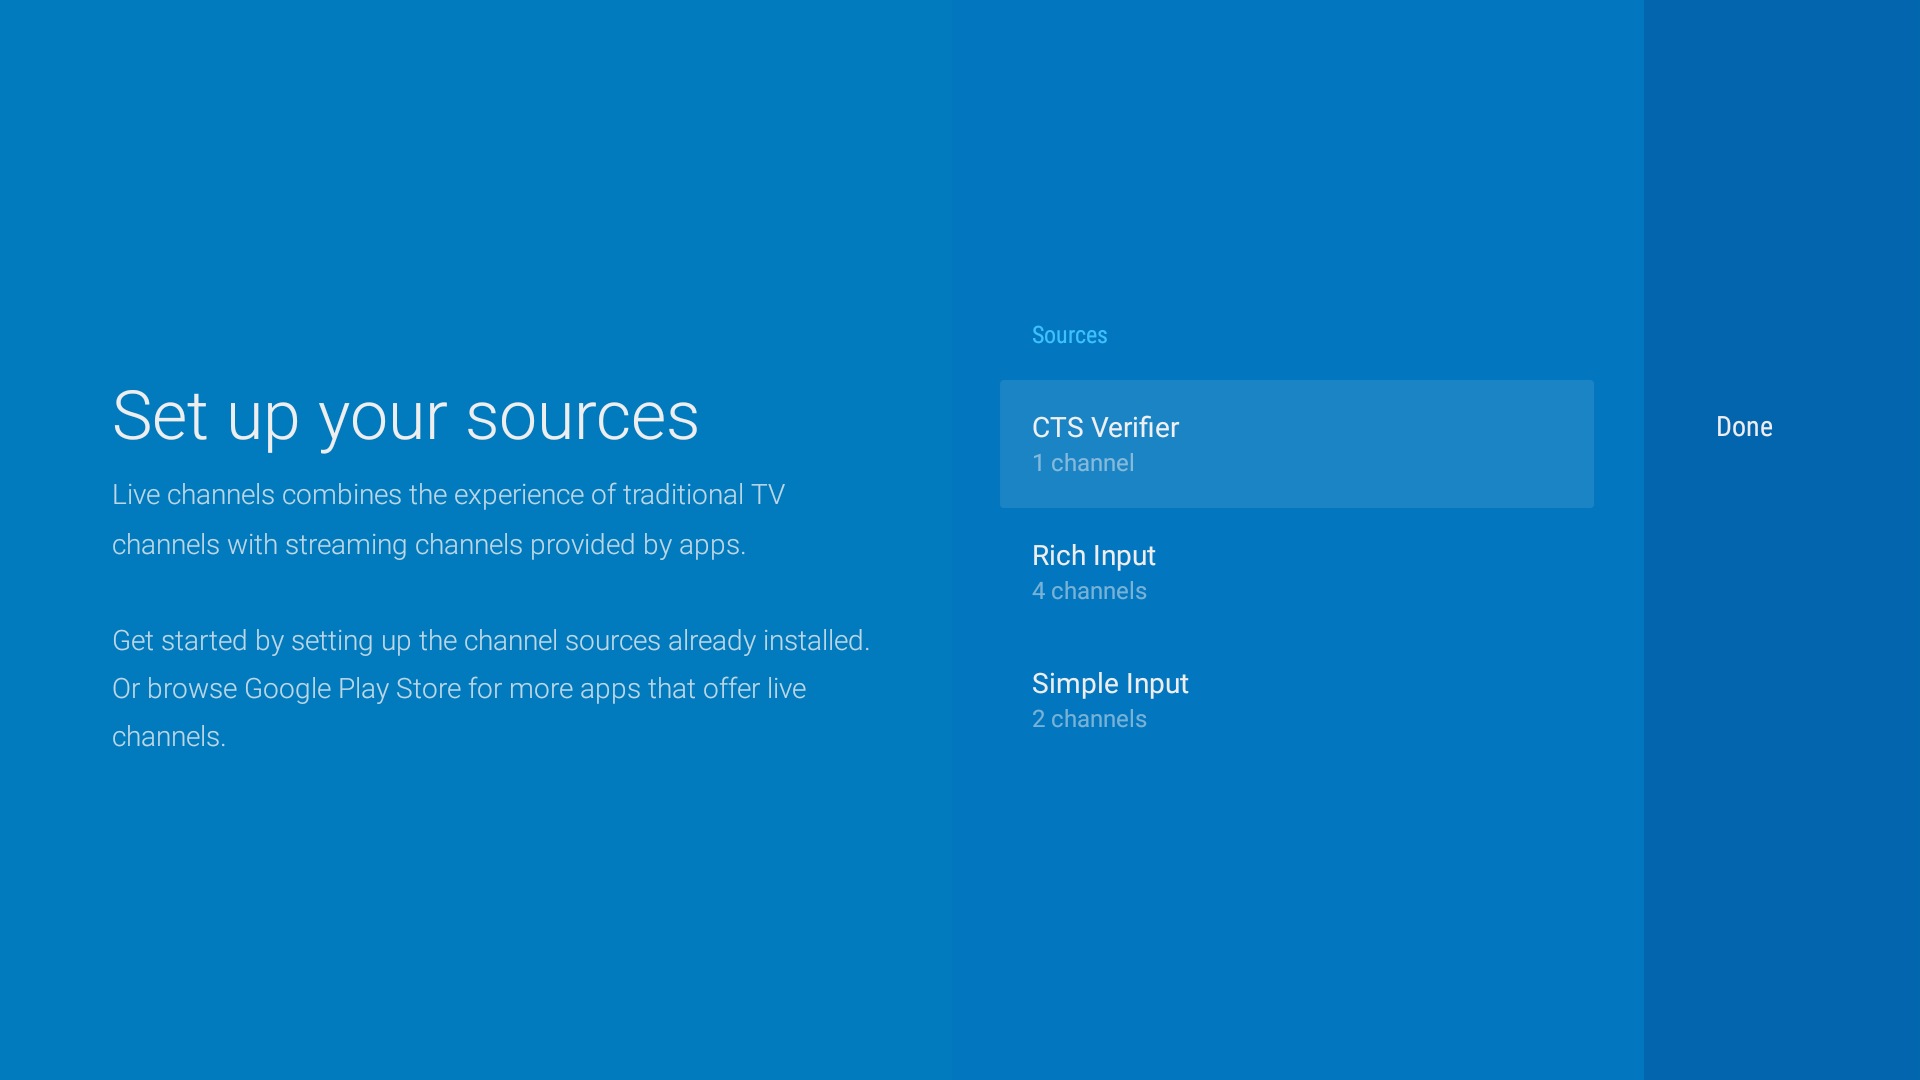 Set up your sources
Live channels combines the experience of traditional TV
channels with streaming channels provided by apps.
Get started by setting up the channel sources already installed.
Or browse Google Play Store for more apps that offer live
channels.
Sources
CTS Verifier
1 channel
Rich Input
4 channels
Simple Input
2 channels
Done